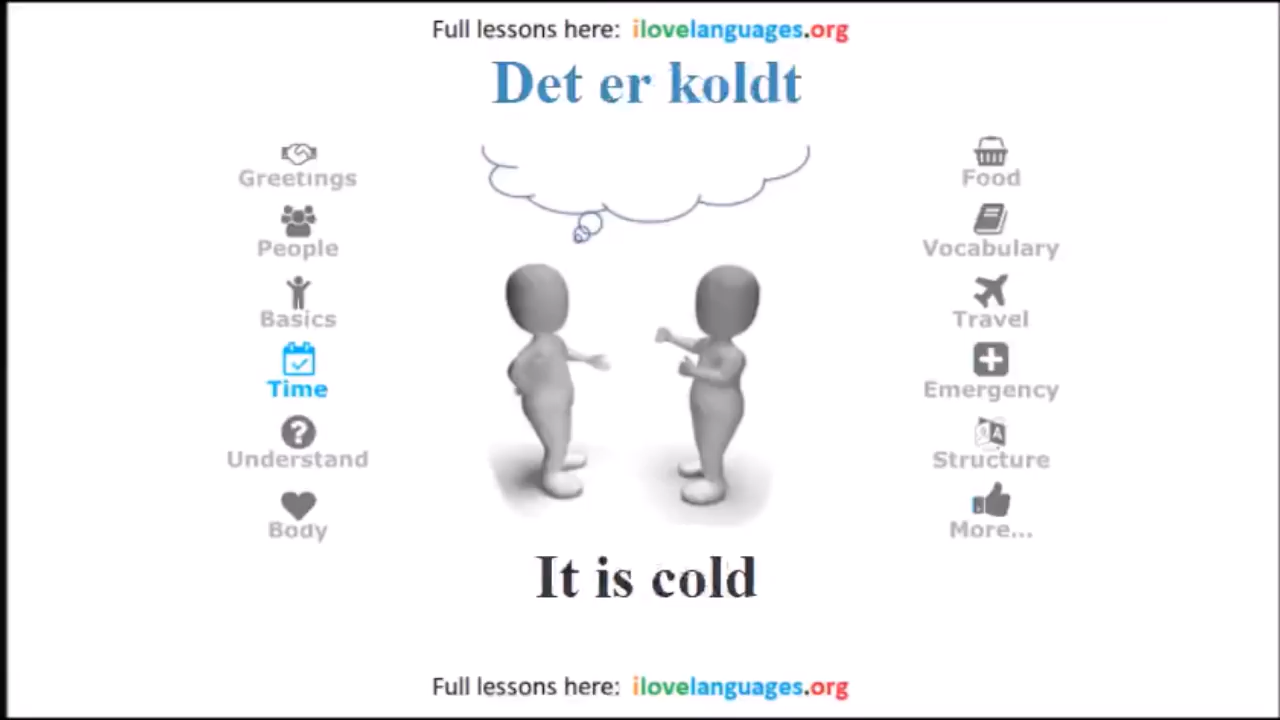 Full lessons here: ilovelanguages.org
Det er koldt
Greetings
People
Basics
Time
Understand
Body
Food
Vocabulary
Travel
Emergency
Structure
More...
It is cold
Full lessons here: ilovelanguages.org